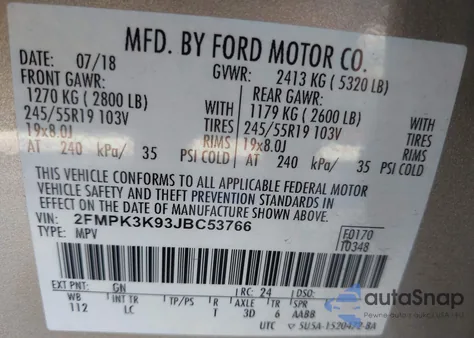 MFD. BY FORD MOTOR CO.
DATE: 07/18 GVWR: 2413 KG ( 5320 LB)
FRONT GAWR: REAR GAWR:
1270 KG ( 2800 LB) WITH 1179 KG ( 2600 LB) WITH
245/55R19 103V TIRES 245/55R19 103V TIRES
19x8.0J RIMS 19x8.0J RIMS
AT 240 kPa/ 35 PSI COLD AT 240 kPa/ 35 PSI COLD
THIS VEHICLE CONFORMS TO ALL APPLICABLE FEDERAL MOTOR
VEHICLE SAFETY AND THEFT PREVENTION STANDARDS IN
EFFECT ON THE DATE OF MANUFACTURE SHOWN ABOVE.
VIN: 2FMPK3K93JBC53766 F0170
TYPE: MPV T0348
EXT PNT: GN RC: 24 DSO:
WB INT TR TP/PS R AXLE TR SPR
112 LC T 3D 6 AABB
UTC
autoSnap